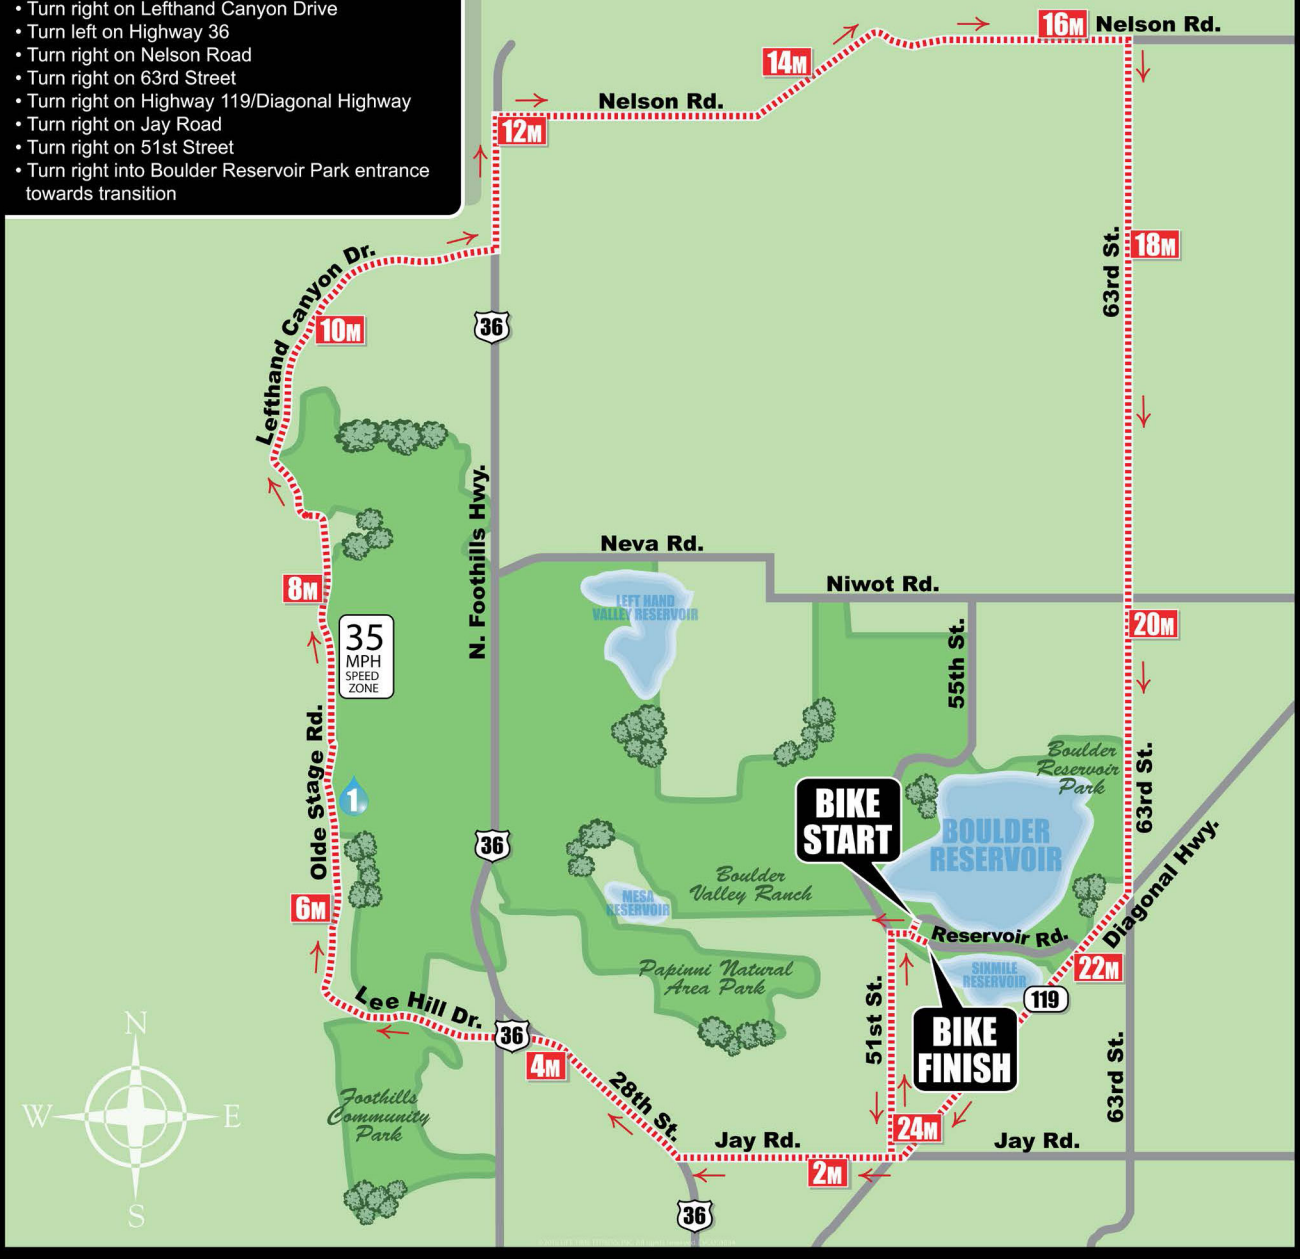 • Turn right on Lefthand Canyon Drive
• Turn left on Highway 36
• Turn right on Nelson Road
• Turn right on 63rd Street
• Turn right on Highway 119/Diagonal Highway
• Turn right on Jay Road
• Turn right on 51st Street
• Turn right into Boulder Reservoir Park entrance
towards transition
16M
Nelson Rd.
14M
Nelson Rd.
12M
Lefthand Canyon Dr.
63rd St.
18M
10M
36
N. Foothills Hwy.
Neva Rd.
Niwot Rd.
8M
LEFT HAND
VALLEY RESERVOIR
20M
35
MPH
SPEED
ZONE
55th St.
Olde Stage Rd.
1
Boulder
Reservoir
Park
63rd St.
BIKE
START
BOULDER
RESERVOIR
36
Diagonal Hwy.
Boulder
Valley Ranch
MESA
RESERVOIR
6M
Reservoir Rd.
Papinni Natural
Area Park
SIXMILE
RESERVOIR
22M
119
Lee Hill Dr.
36
51st St.
BIKE
FINISH
4M
63rd St.
28th St.
N
W
E
S
Foothills
Community
Park
24M
Jay Rd.
Jay Rd.
2M
36